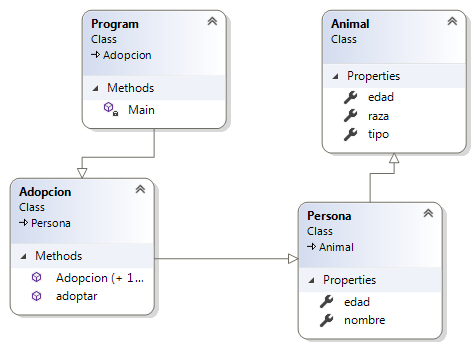 Program
Class
Adopcion
Methods
Main
Animal
Class
Properties
edad
raza
tipo
Adopcion
Class
Persona
Methods
Adopcion (+ 1...
adoptar
Persona
Class
Animal
Properties
edad
nombre